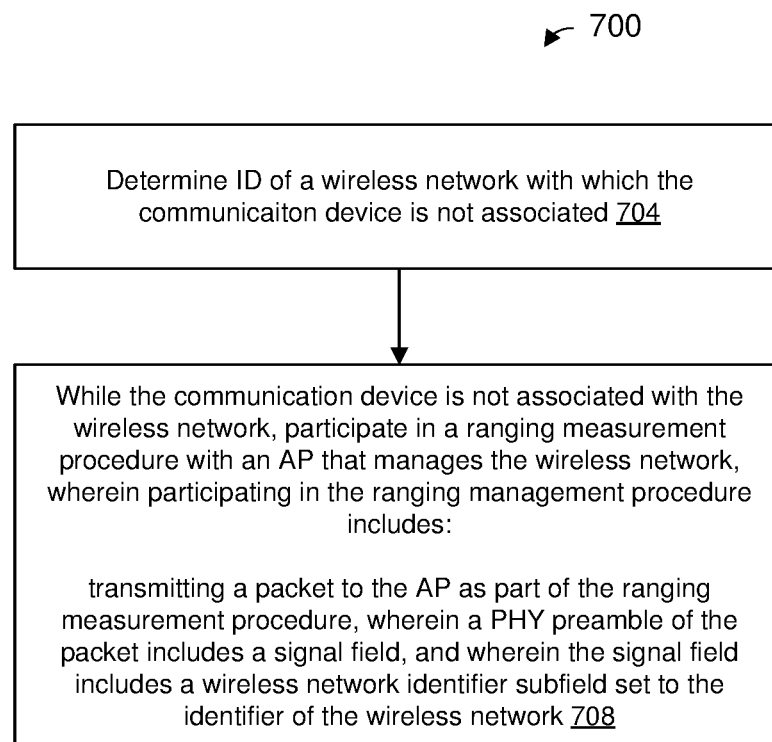 700
Determine ID of a wireless network with which the
communicaiton device is not associated 704
While the communication device is not associated with the
wireless network, participate in a ranging measurement
procedure with an AP that manages the wireless network,
wherein participating in the ranging management procedure
includes:
transmitting a packet to the AP as part of the ranging
measurement procedure, wherein a PHY preamble of the
packet includes a signal field, and wherein the signal field
includes a wireless network identifier subfield set to the
identifier of the wireless network 708